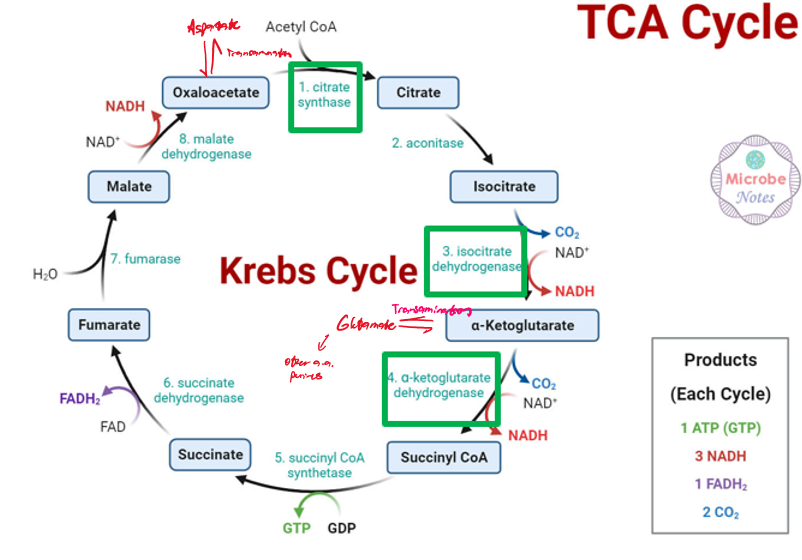 TCA Cycle
Aspartate
Transamination
Acetyl CoA
Oxaloacetate
1. citrate
synthase
Citrate
NADH
NAD⁺
8. malate
dehydrogenase
2. aconitase
Malate
Isocitrate
Microbe
Notes
CO₂
NAD⁺
NADH
3. isocitrate
dehydrogenase
7. fumarase
H₂O
Krebs Cycle
Transamination
Glutamate
α-Ketoglutarate
Fumarate
other a.a.
purines
4. α-ketoglutarate
dehydrogenase
CO₂
NAD⁺
NADH
6. succinate
dehydrogenase
FADH₂
FAD
Succinate
5. succinyl CoA
synthetase
Succinyl CoA
GTP
GDP
Products
(Each Cycle)
1 ATP (GTP)
3 NADH
1 FADH₂
2 CO₂